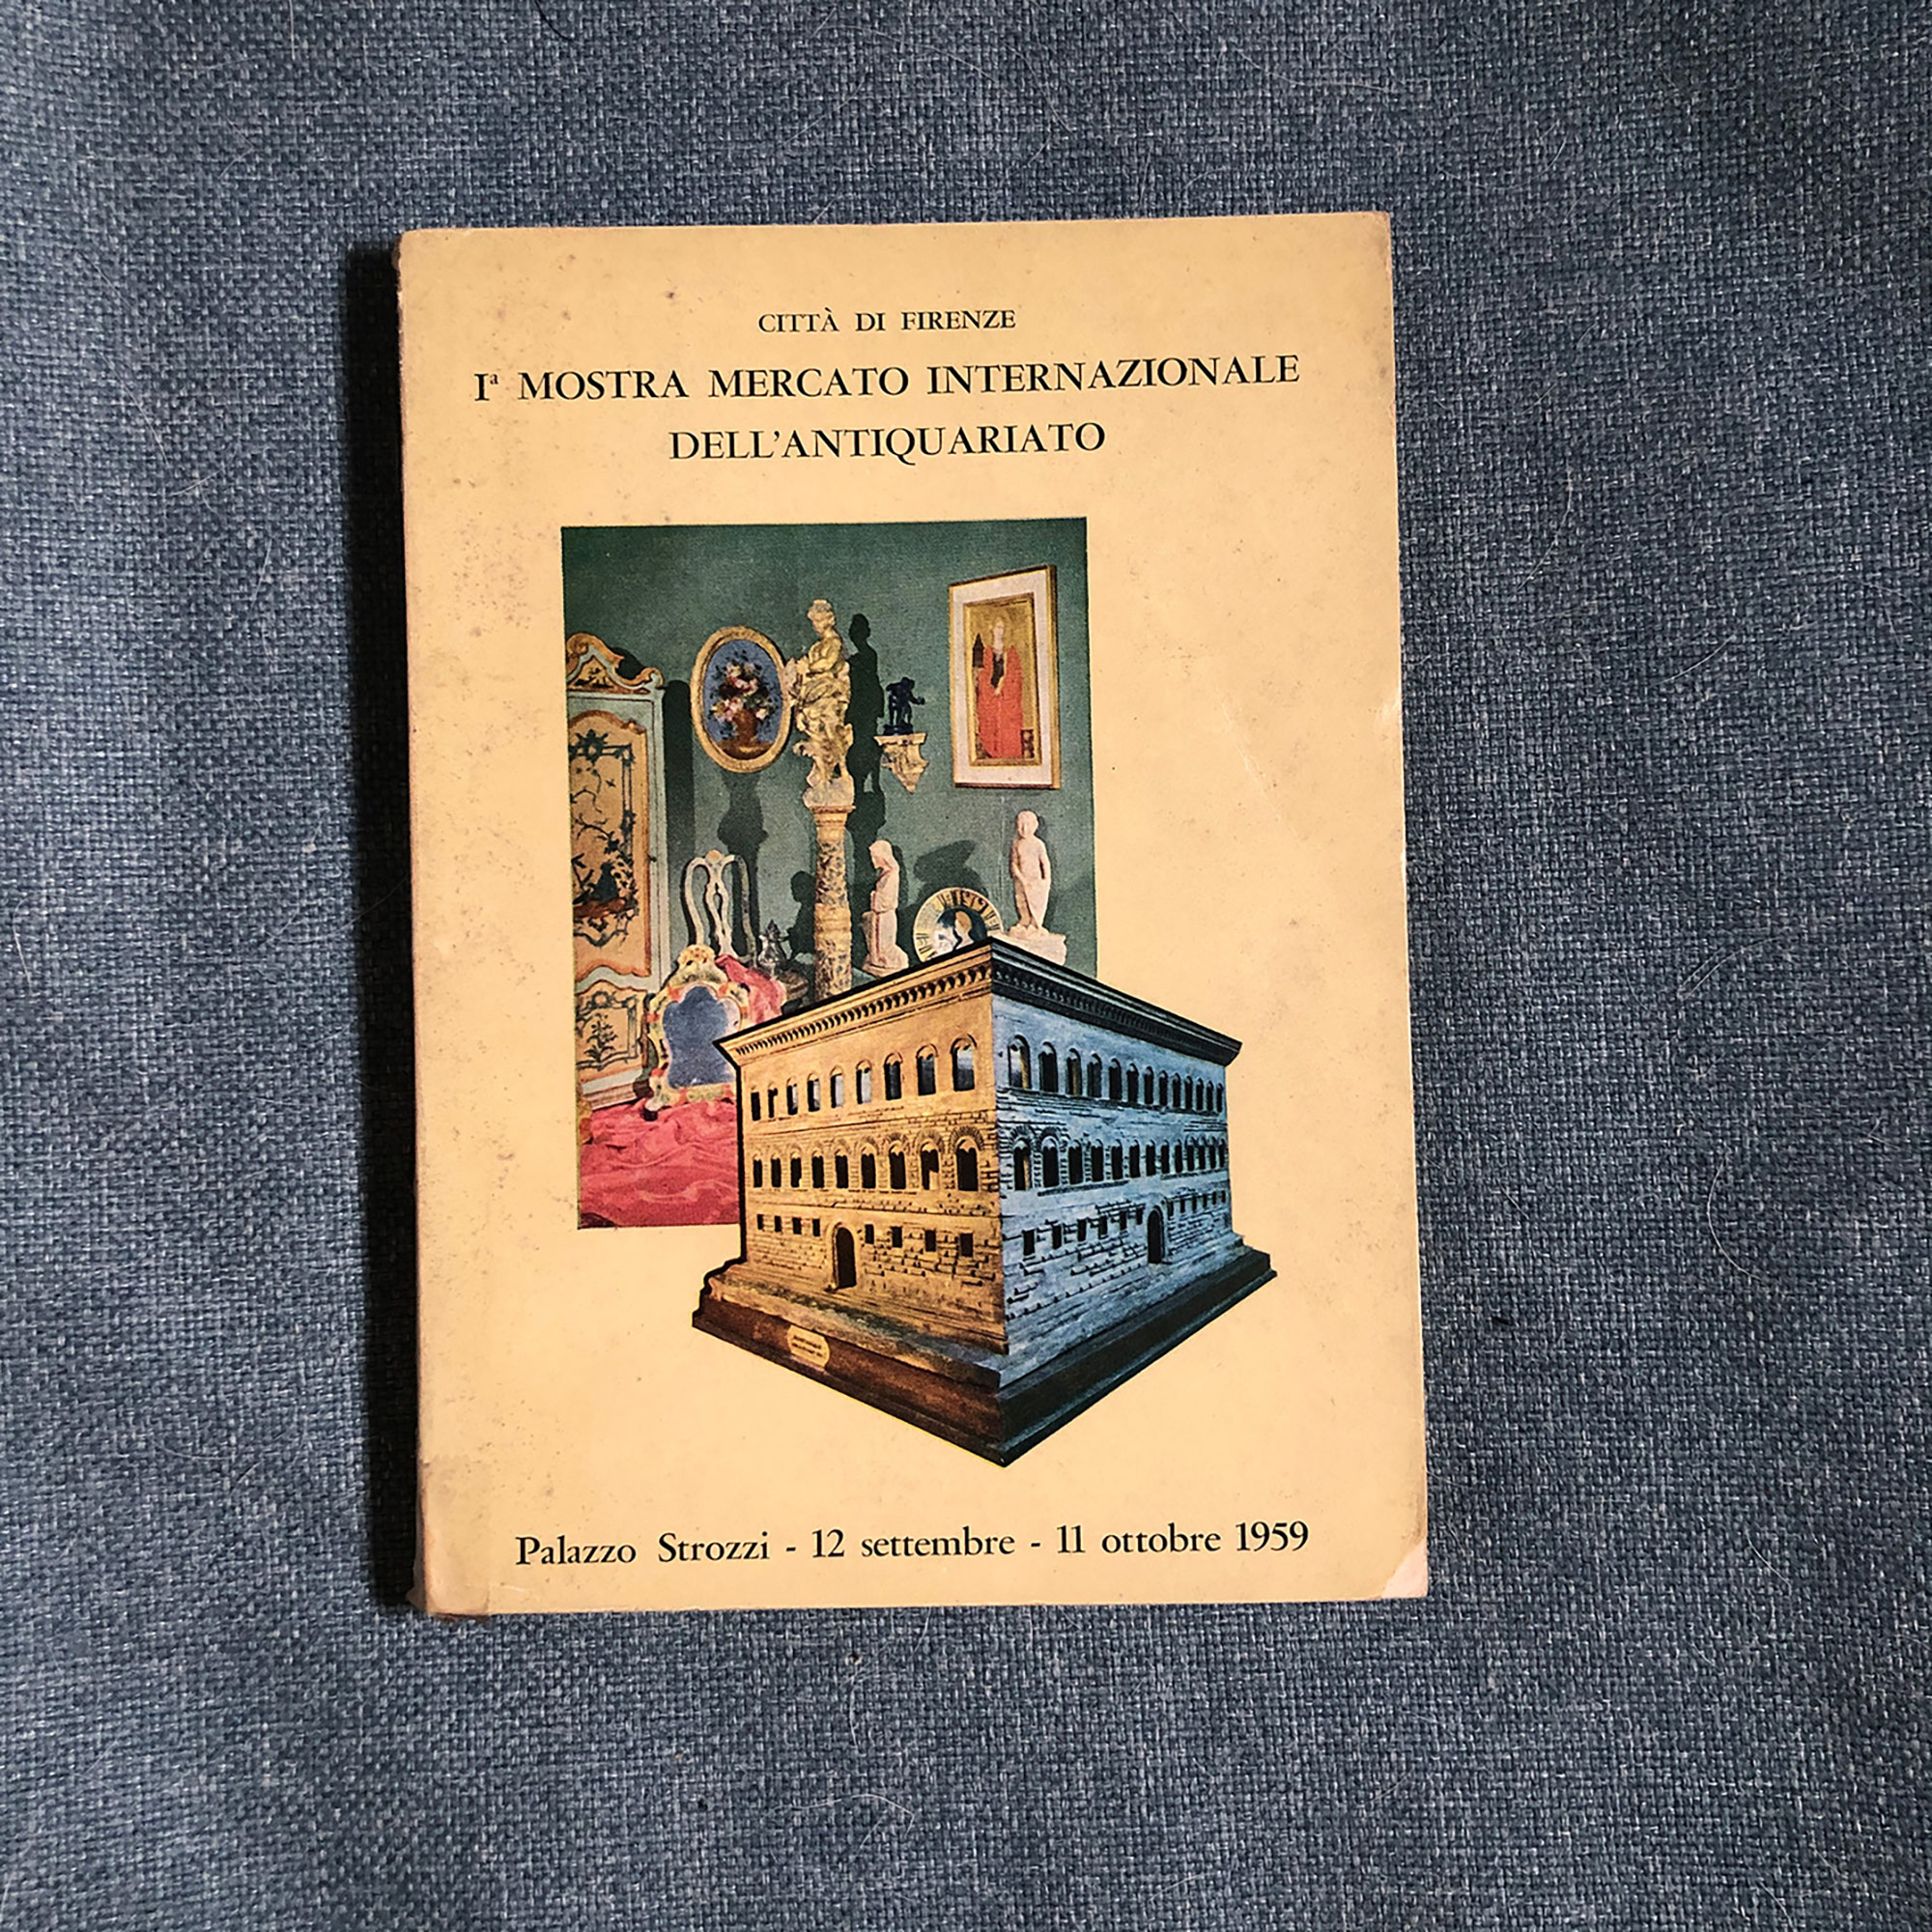 CITTÀ DI FIRENZE
Iª MOSTRA MERCATO INTERNAZIONALE
DELL'ANTIQUARIATO
Palazzo Strozzi - 12 settembre - 11 ottobre 1959